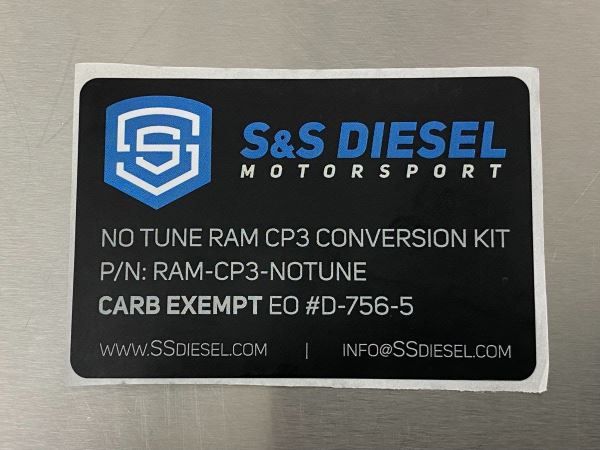 S&S DIESEL
MOTORSPORT
NO TUNE RAM CP3 CONVERSION KIT
P/N: RAM-CP3-NOTUNE
CARB EXEMPT EO #D-756-5
WWW.SSDIESEL.COM | INFO@SSDIESEL.COM